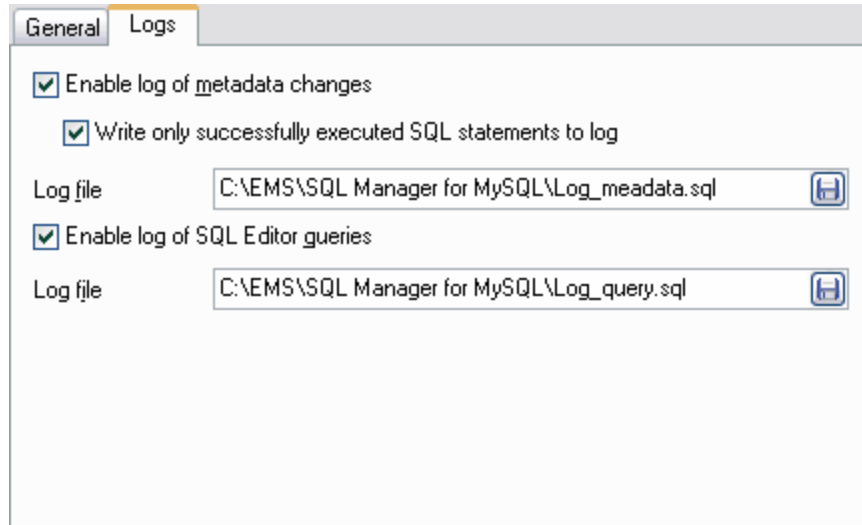 General Logs
Enable log of metadata changes
Write only successfully executed SQL statements to log
Log file C:\EMS\SQL Manager for MySQL\Log_meadata.sql
Enable log of SQL Editor gueries
Log file C:\EMS\SQL Manager for MySQL\Log_query.sql